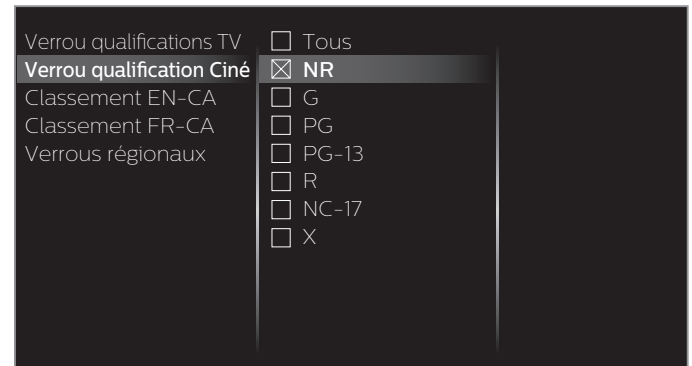 Verrou qualifications TV
Verrou qualification Ciné
Classement EN-CA
Classement FR-CA
Verrous régionaux
Tous
NR
G
PG
PG-13
R
NC-17
X